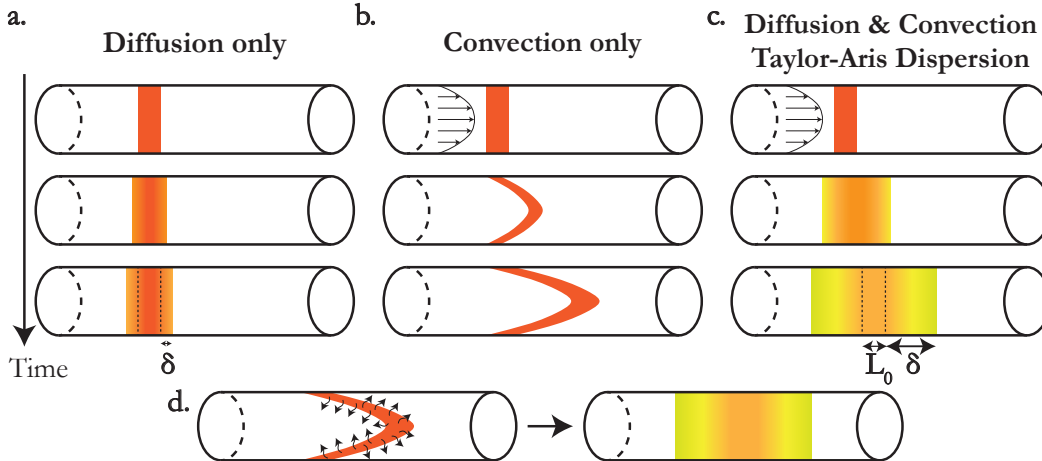 a.
Diffusion only
b.
Convection only
c.
Diffusion & Convection
Taylor-Aris Dispersion
δ
L₀
δ
Time
d.